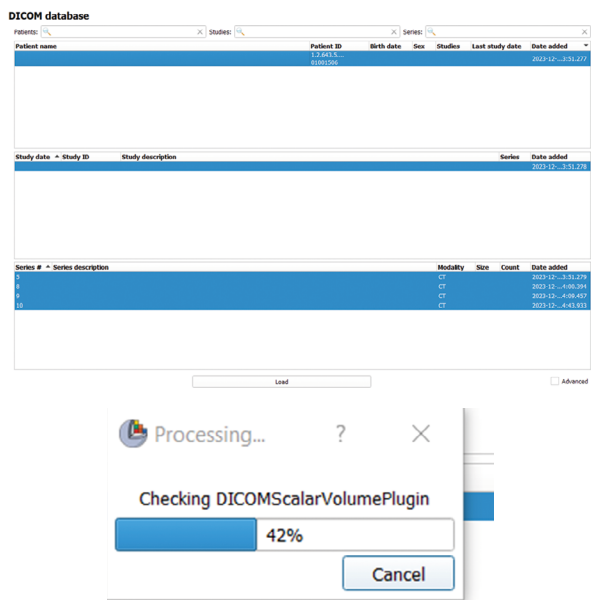 DICOM database
Patients: Studies: Series:
Patient name Patient ID Birth date Sex Studies Last study date Date added
1.2.643.5....
01001506 2023-12-...3:51.277
Study date Study ID Study description Series Date added
2023-12-...3:51.278
Series # Series description Modality Size Count Date added
5 CT 2023-12-...3:51.279
8 CT 2023-12-...4:00.394
9 CT 2023-12-...4:09.457
10 CT 2023-12-...4:43.933
Load Advanced
Processing... ?
Checking DICOMScalarVolumePlugin
42%
Cancel